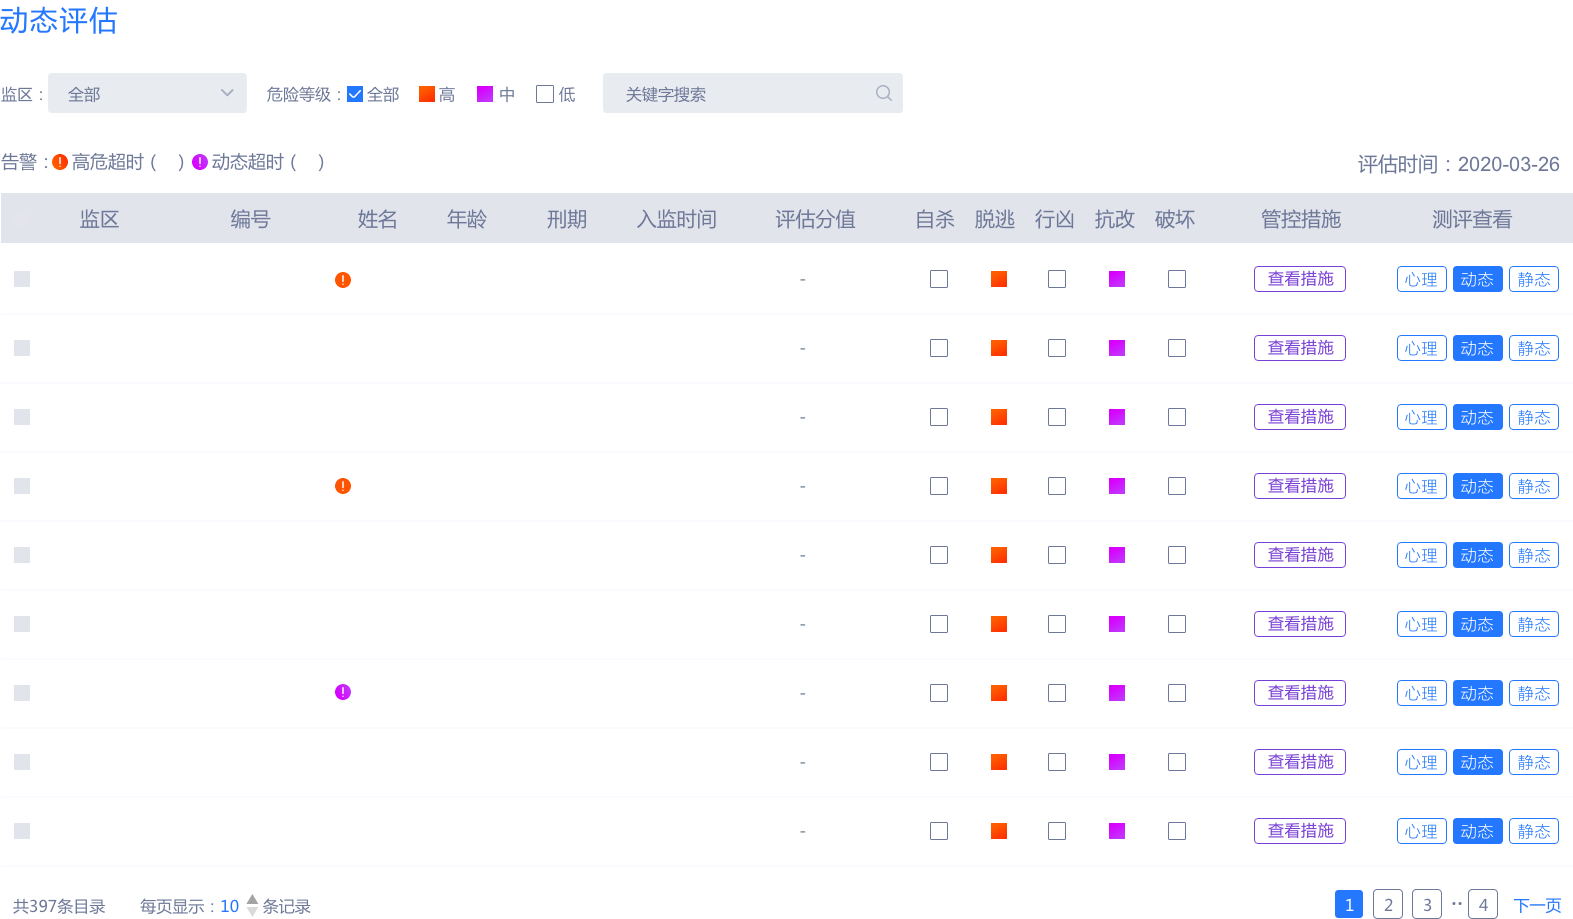 动态评估
监区： 全部 危险等级： 全部 高 中 低 关键字搜索
告警： 高危超时 ( ) 动态超时 ( ) 评估时间：2020-03-26
监区 编号 姓名 年龄 刑期 入监时间 评估分值 自杀 脱逃 行凶 抗改 破坏 管控措施 测评查看
- 查看措施 心理 动态 静态
- 查看措施 心理 动态 静态
- 查看措施 心理 动态 静态
- 查看措施 心理 动态 静态
- 查看措施 心理 动态 静态
- 查看措施 心理 动态 静态
- 查看措施 心理 动态 静态
- 查看措施 心理 动态 静态
- 查看措施 心理 动态 静态
共397条目录 每页显示：10 条记录 1 2 3 ·· 4 下一页